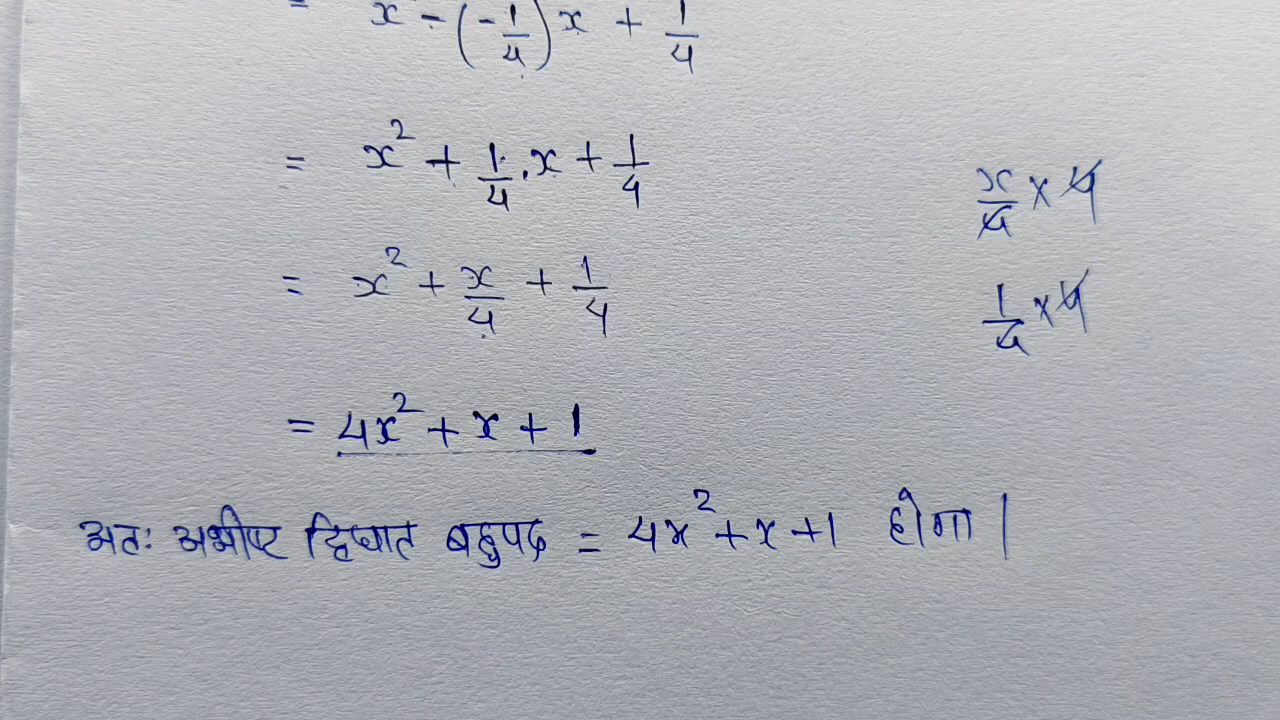 = x - (-1/4)x + 1/4
= x² + 1/4 . x + 1/4
x/4 × 4
= x² + x/4 + 1/4
1/4 × 4
= 4x² + x + 1
अतः अभीष्ट द्विघात बहुपद = 4x² + x + 1 होगा |